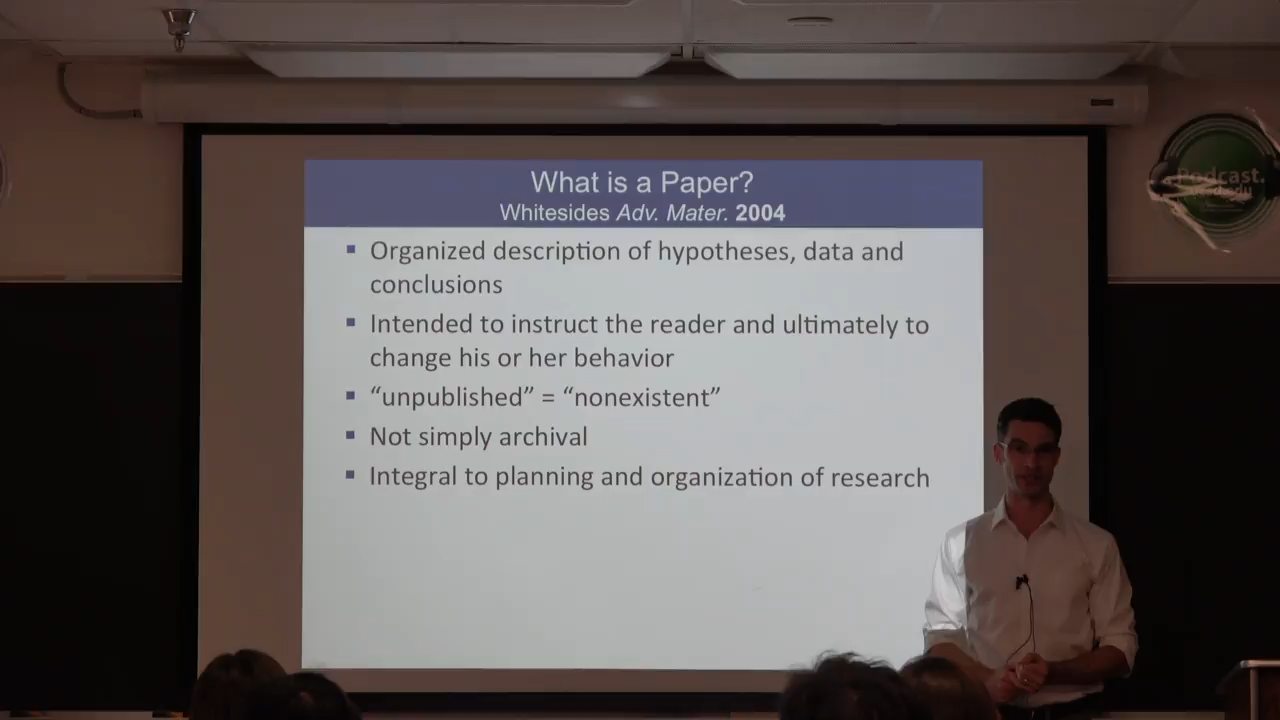 What is a Paper?
Whitesides Adv. Mater. 2004
▪ Organized description of hypotheses, data and
conclusions
▪ Intended to instruct the reader and ultimately to
change his or her behavior
▪ “unpublished” = “nonexistent”
▪ Not simply archival
▪ Integral to planning and organization of research
Podcast.